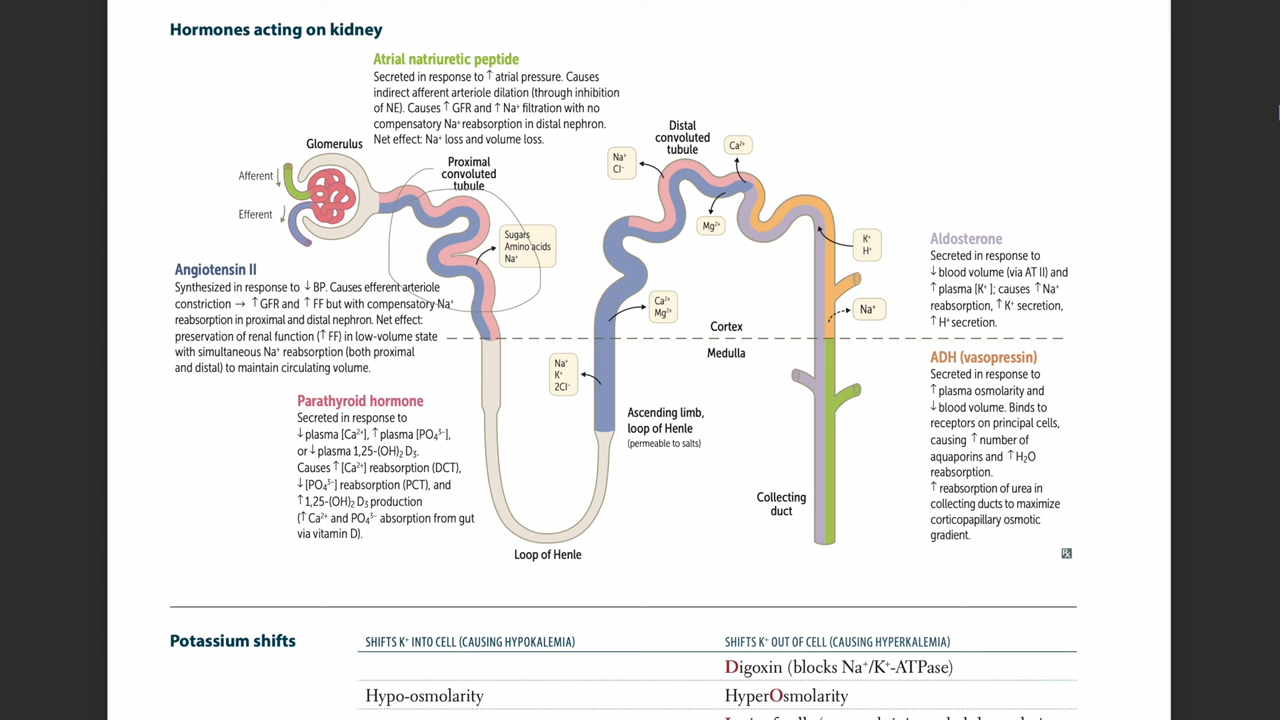 Hormones acting on kidney
Atrial natriuretic peptide
Secreted in response to ↑ atrial pressure. Causes
indirect afferent arteriole dilation (through inhibition
of NE). Causes ↑ GFR and ↑ Na⁺ filtration with no
compensatory Na⁺ reabsorption in distal nephron.
Net effect: Na⁺ loss and volume loss.
Glomerulus
Afferent
Efferent
Proximal
convoluted
tubule
Sugars
Amino acids
Na⁺
Distal
convoluted
tubule
Na⁺
Cl⁻
Ca²⁺
Mg²⁺
K⁺
H⁺
Na⁺
Angiotensin II
Synthesized in response to ↓ BP. Causes efferent arteriole
constriction → ↑ GFR and ↑ FF but with compensatory Na⁺
reabsorption in proximal and distal nephron. Net effect:
preservation of renal function (↑ FF) in low-volume state
with simultaneous Na⁺ reabsorption (both proximal
and distal) to maintain circulating volume.
Ca²⁺
Mg²⁺
Cortex
Medulla
Na⁺
K⁺
2Cl⁻
Ascending limb,
loop of Henle
(permeable to salts)
Aldosterone
Secreted in response to
↓ blood volume (via AT II) and
↑ plasma [K⁺]; causes ↑ Na⁺
reabsorption, ↑ K⁺ secretion,
↑ H⁺ secretion.
ADH (vasopressin)
Secreted in response to
↑ plasma osmolarity and
↓ blood volume. Binds to
receptors on principal cells,
causing ↑ number of
aquaporins and ↑ H₂O
reabsorption.
↑ reabsorption of urea in
collecting ducts to maximize
corticopapillary osmotic
gradient.
Parathyroid hormone
Secreted in response to
↓ plasma [Ca²⁺], ↑ plasma [PO₄³⁻],
or ↓ plasma 1,25-(OH)₂ D₃.
Causes ↑ [Ca²⁺] reabsorption (DCT),
↓ [PO₄³⁻] reabsorption (PCT), and
↑ 1,25-(OH)₂ D₃ production
(↑ Ca²⁺ and PO₄³⁻ absorption from gut
via vitamin D).
Collecting
duct
Loop of Henle
Rx
Potassium shifts
SHIFTS K⁺ INTO CELL (CAUSING HYPOKALEMIA)
SHIFTS K⁺ OUT OF CELL (CAUSING HYPERKALEMIA)
Digoxin (blocks Na⁺/K⁺-ATPase)
Hypo-osmolarity
HyperOsmolarity